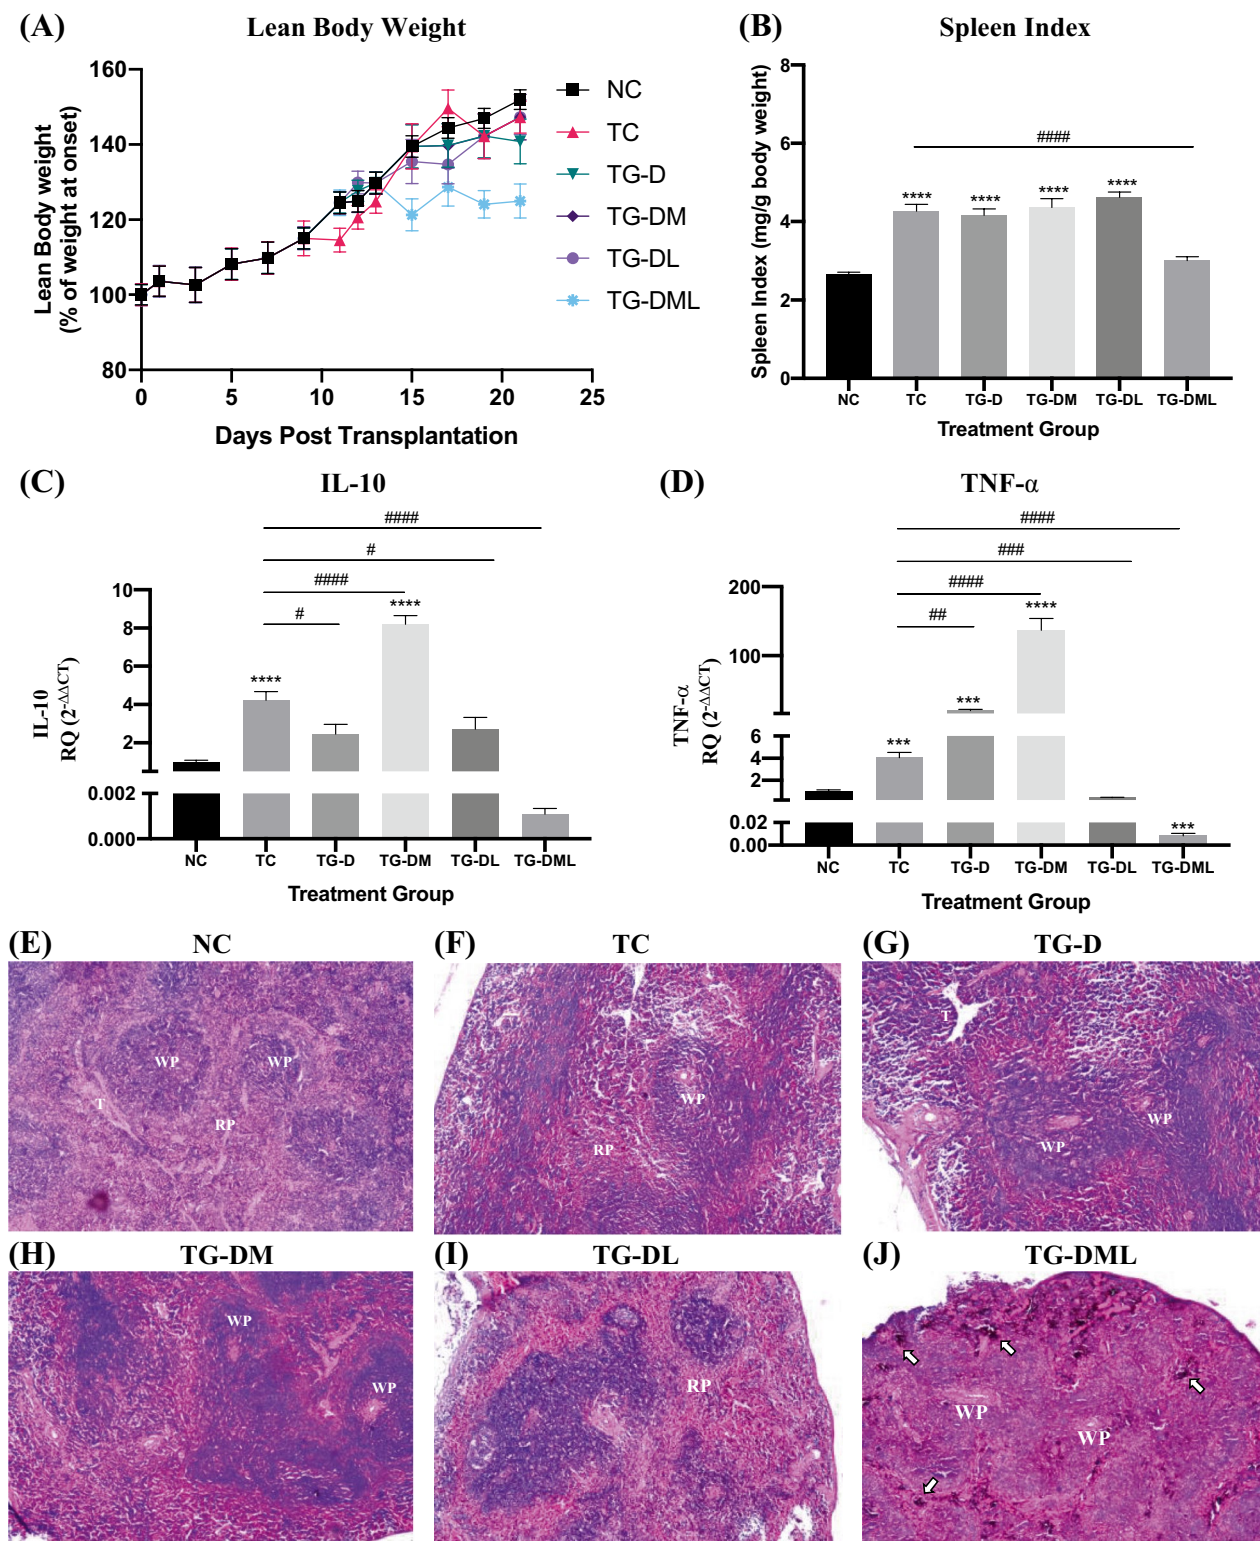 (A) Lean Body Weight
Lean Body weight
(% of weight at onset)
160
140
120
100
80
0 5 10 15 20 25
Days Post Transplantation
NC
TC
TG-D
TG-DM
TG-DL
TG-DML
(B) Spleen Index
Spleen Index (mg/g body weight)
8
6
4
2
0
####
**** **** **** ****
NC TC TG-D TG-DM TG-DL TG-DML
Treatment Group
(C) IL-10
IL-10
RQ (2-ΔΔCT)
####
#
####
#
10
8
6
4
2
0.002
0.000
**** ****
NC TC TG-D TG-DM TG-DL TG-DML
Treatment Group
(D) TNF-α
TNF-α
RQ (2-ΔΔCT)
####
###
####
##
200
100
6
4
2
0.02
0.00
*** *** **** ***
NC TC TG-D TG-DM TG-DL TG-DML
Treatment Group
(E) NC
WP WP
T
RP
(F) TC
WP
RP
(G) TG-D
T
WP
WP
(H) TG-DM
WP
WP
(I) TG-DL
RP
(J) TG-DML
WP
WP